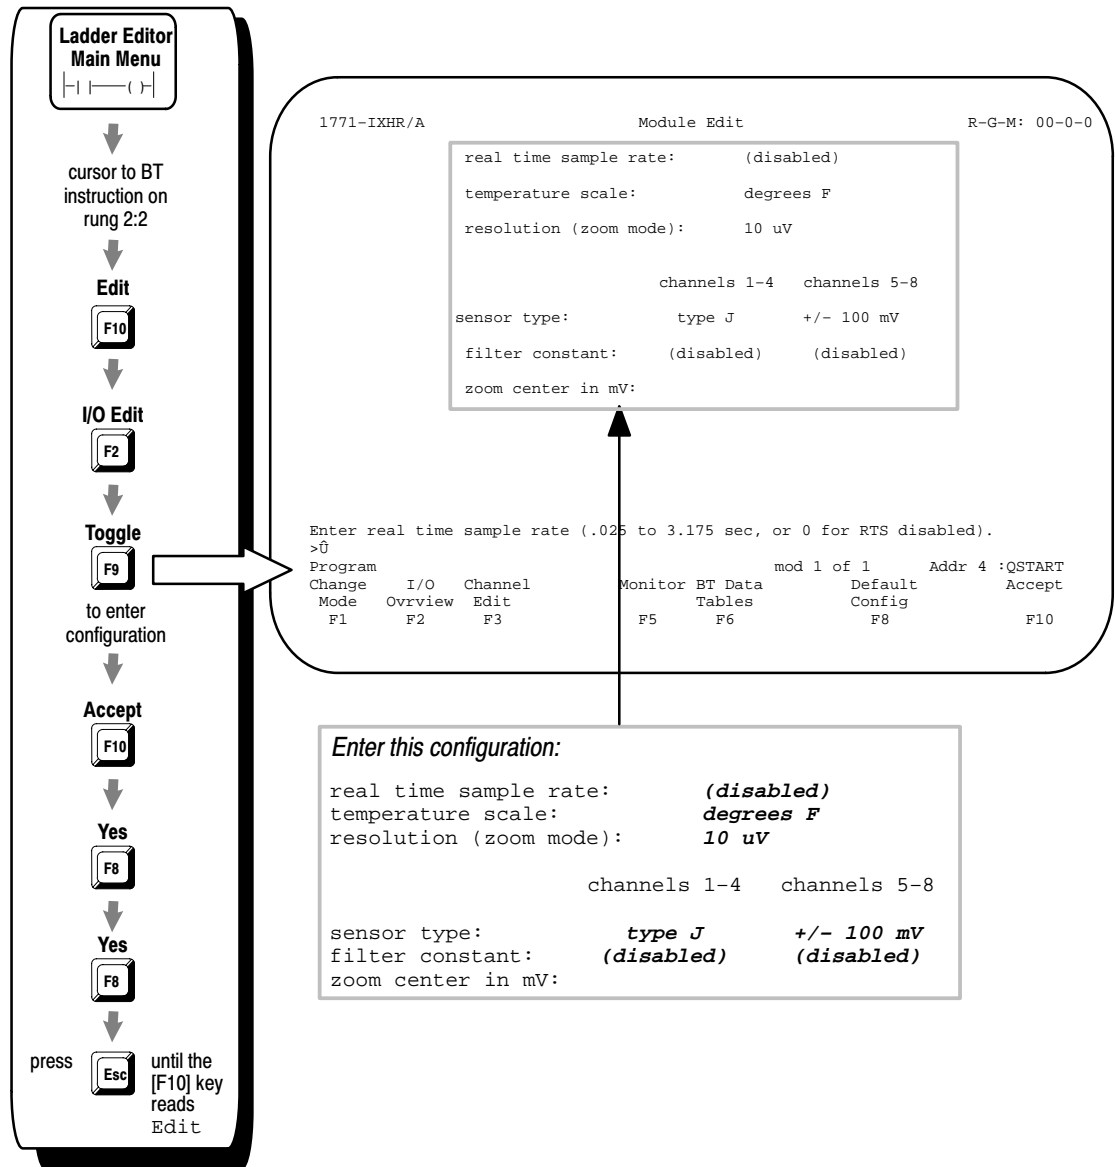 Ladder Editor
Main Menu
cursor to BT
instruction on
rung 2:2
Edit
F10
I/O Edit
F2
Toggle
F9
to enter
configuration
Accept
F10
Yes
F8
Yes
F8
press Esc until the
[F10] key
reads
Edit
1771-IXHR/A Module Edit R-G-M: 00-0-0
real time sample rate: (disabled)
temperature scale: degrees F
resolution (zoom mode): 10 uV
channels 1-4 channels 5-8
sensor type: type J +/- 100 mV
filter constant: (disabled) (disabled)
zoom center in mV:
Enter real time sample rate (.025 to 3.175 sec, or 0 for RTS disabled).
>Û
Program mod 1 of 1 Addr 4 :QSTART
Change I/O Channel Monitor BT Data Default Accept
Mode Ovrview Edit Tables Config
F1 F2 F3 F5 F6 F8 F10
Enter this configuration:
real time sample rate: (disabled)
temperature scale: degrees F
resolution (zoom mode): 10 uV
channels 1-4 channels 5-8
sensor type: type J +/- 100 mV
filter constant: (disabled) (disabled)
zoom center in mV: